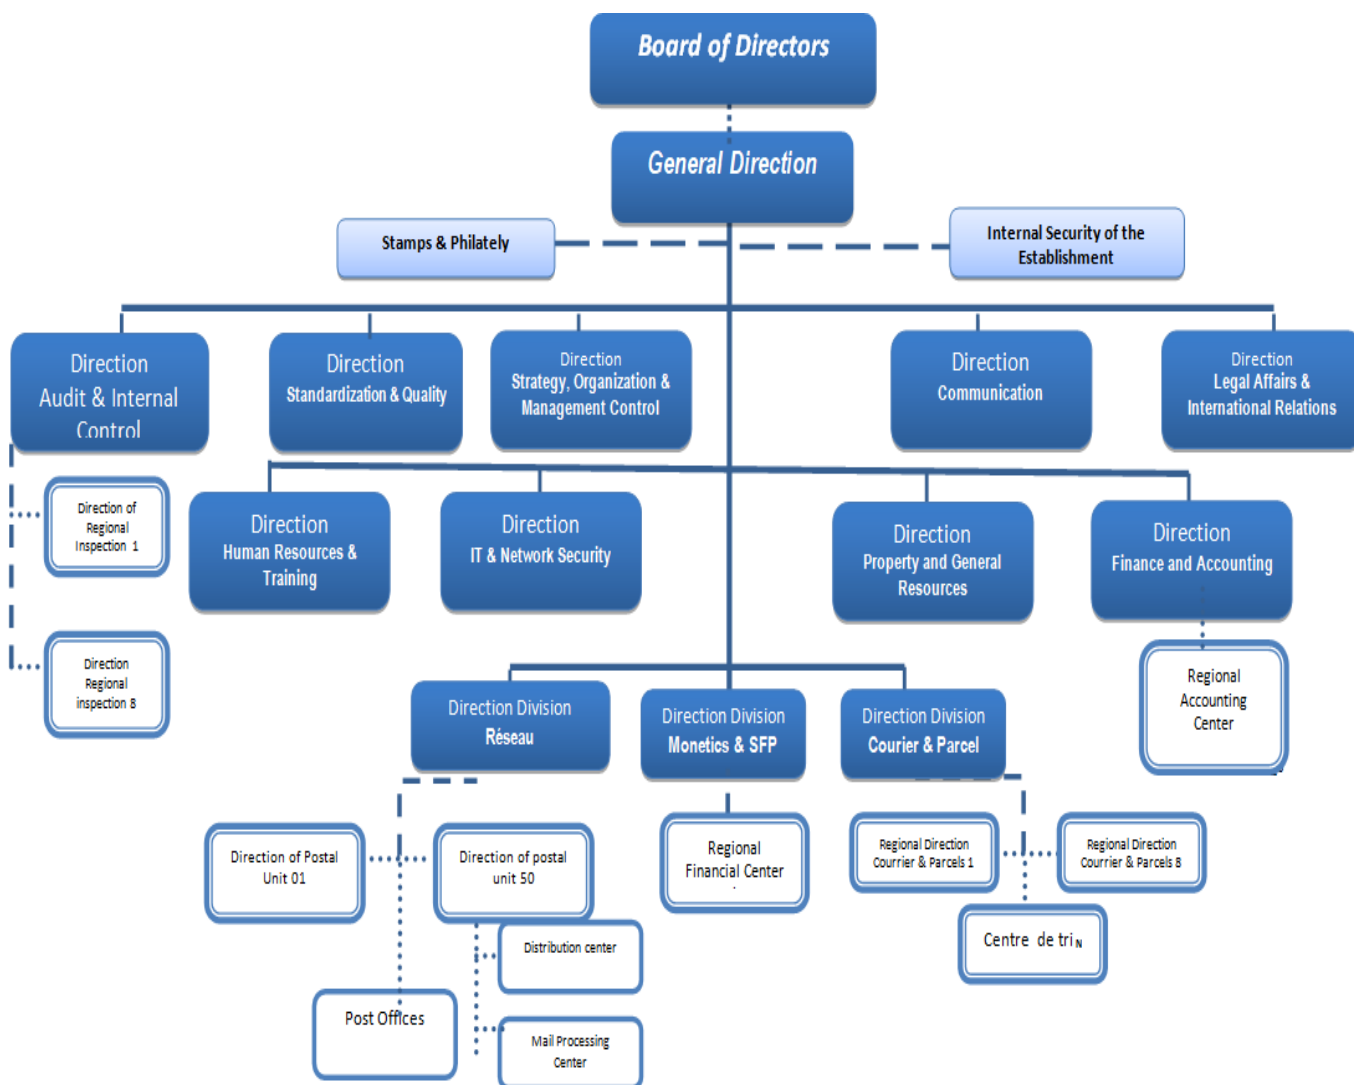 Board of Directors
General Direction
Stamps & Philately
Internal Security of the
Establishment
Direction
Audit & Internal
Control
Direction
Standardization & Quality
Direction
Strategy, Organization &
Management Control
Direction
Communication
Direction
Legal Affairs &
International Relations
Direction of
Regional
Inspection 1
Direction
Human Resources &
Training
Direction
IT & Network Security
Direction
Property and General
Resources
Direction
Finance and Accounting
Direction
Regional
inspection 8
Regional
Accounting
Center
Direction Division
Réseau
Direction Division
Monetics & SFP
Direction Division
Courier & Parcel
Direction of Postal
Unit 01
Direction of postal
unit 50
Regional
Financial Center
Regional Direction
Courrier & Parcels 1
Regional Direction
Courrier & Parcels 8
Distribution center
Centre de tri N
Post Offices
Mail Processing
Center